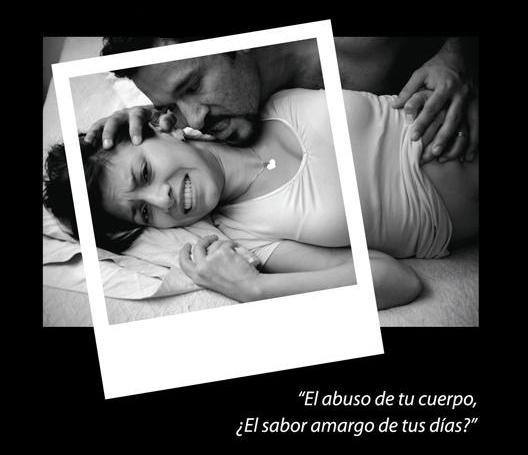 “El abuso de tu cuerpo,
¿El sabor amargo de tus días?”